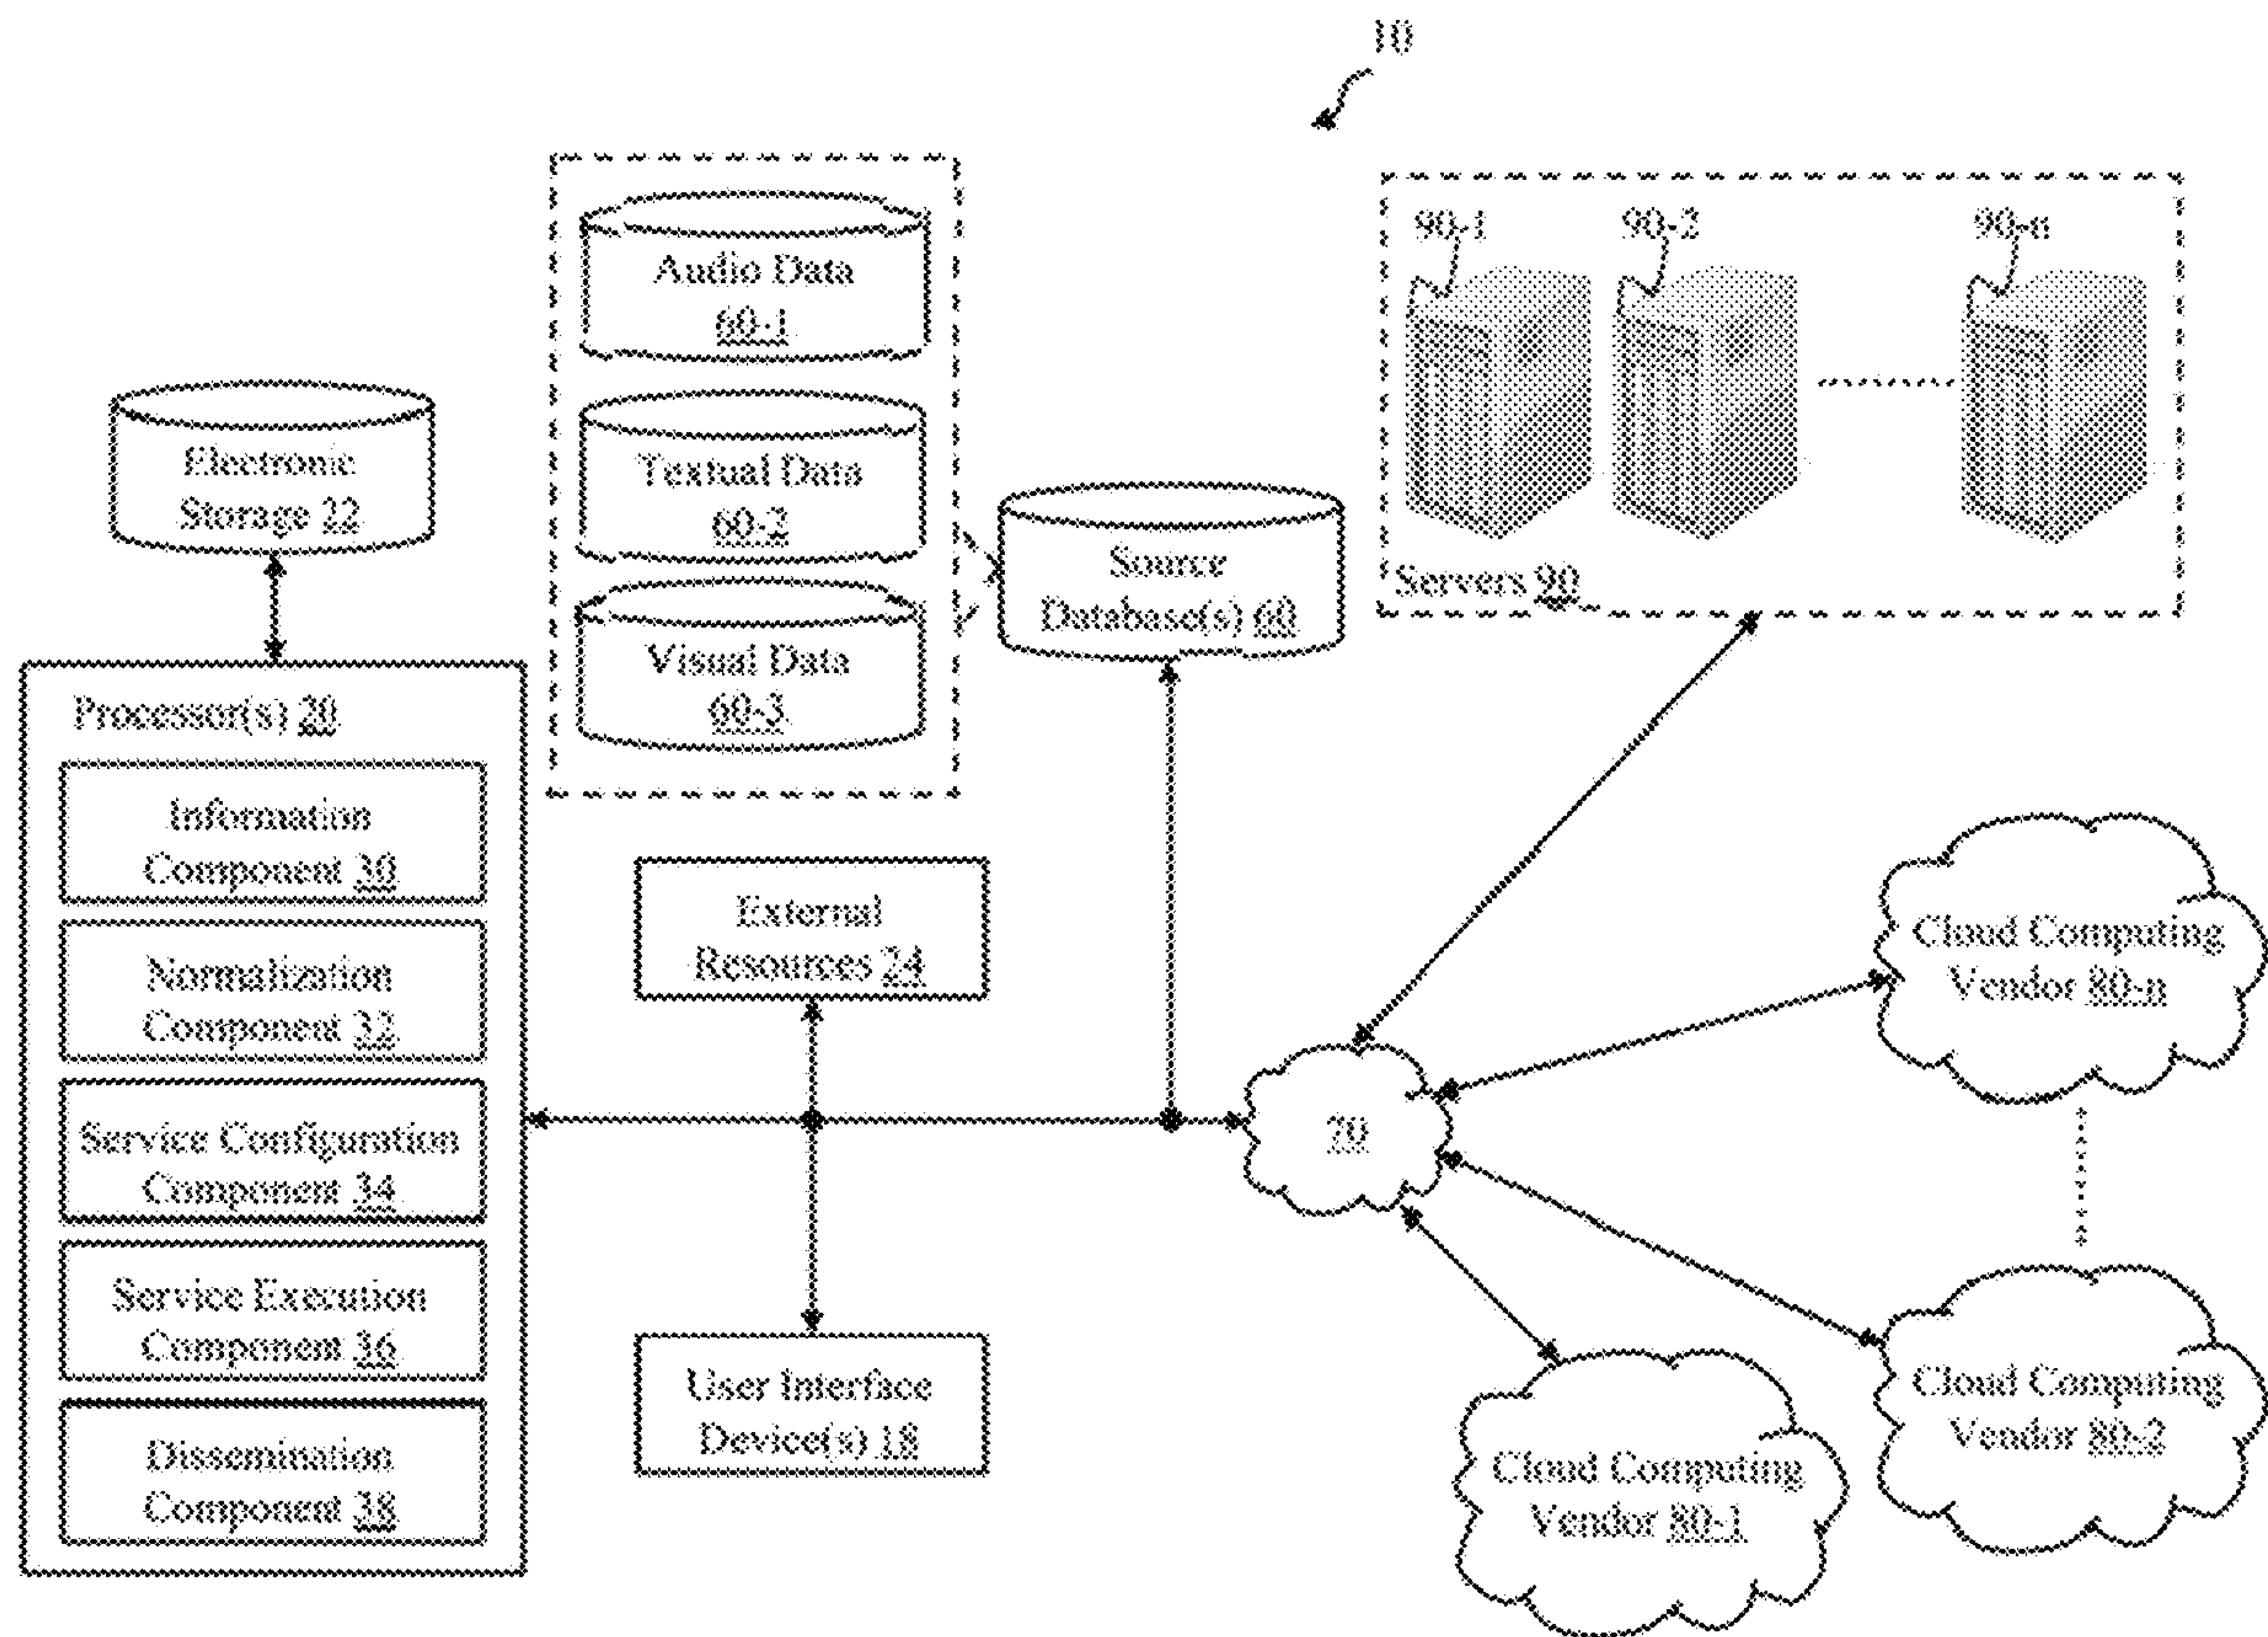 10
Audio Data
60-1
Textual Data
60-2
Visual Data
60-3
90-1
90-2
90-n
Servers 90
Electronic
Storage 22
Source
Database(s) 60
Processor(s) 20
Information
Component 30
Normalization
Component 32
Service Configuration
Component 34
Service Execution
Component 36
Dissemination
Component 38
External
Resources 24
User Interface
Device(s) 18
70
Cloud Computing
Vendor 80-n
Cloud Computing
Vendor 80-2
Cloud Computing
Vendor 80-1